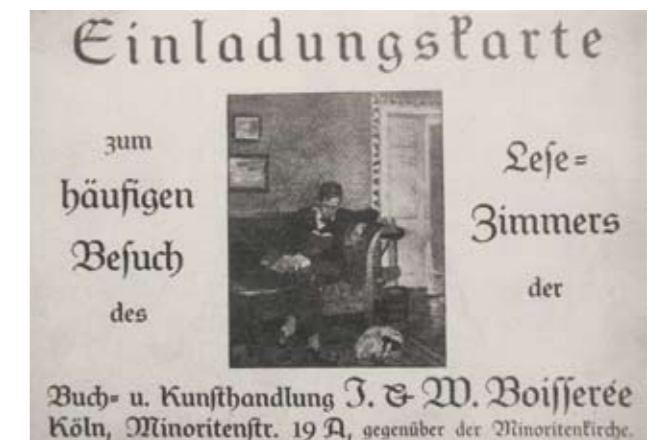 Einladungskarte
zum
häufigen
Besuch
des
Lese=
Zimmers
der
Buch= u. Kunsthandlung J. & W. Boisserée
Köln, Minoritenstr. 19 A, gegenüber der Minoritenkirche.